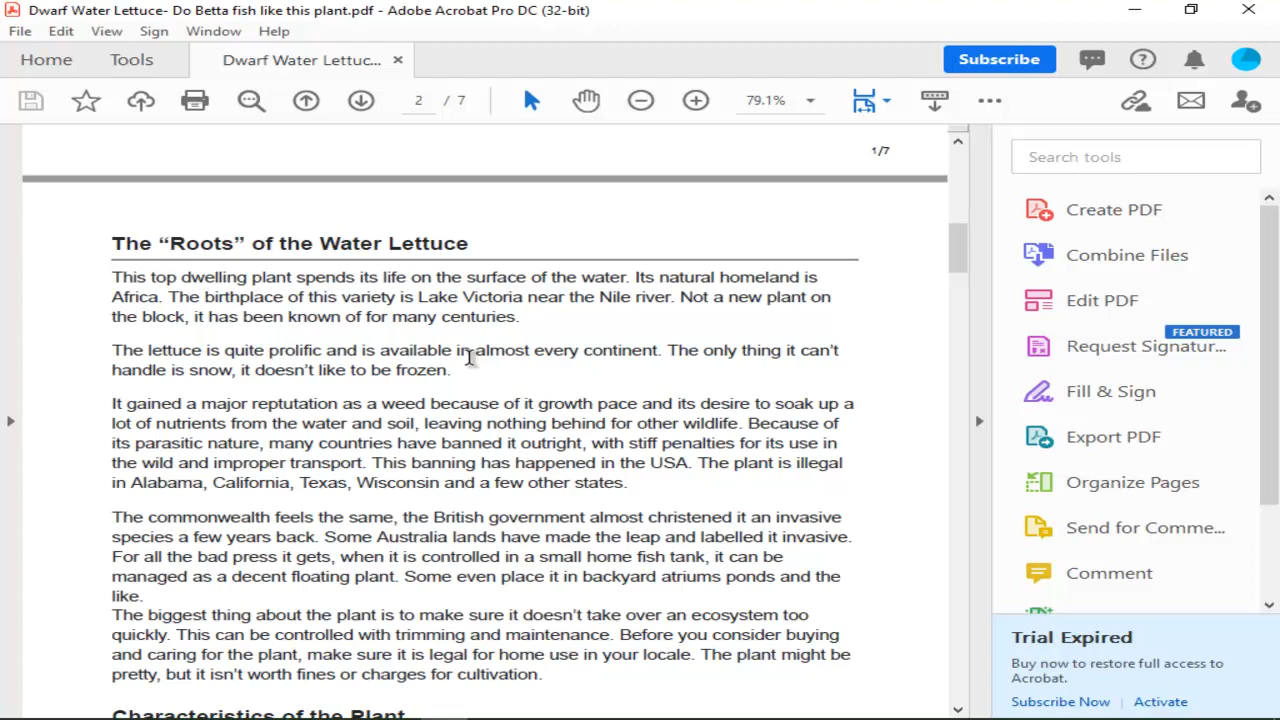 Dwarf Water Lettuce- Do Betta fish like this plant.pdf - Adobe Acrobat Pro DC (32-bit)
File Edit View Sign Window Help
Home Tools Dwarf Water Lettuc... Subscribe
2 / 7 79.1%
1/7
The “Roots” of the Water Lettuce
This top dwelling plant spends its life on the surface of the water. Its natural homeland is
Africa. The birthplace of this variety is Lake Victoria near the Nile river. Not a new plant on
the block, it has been known of for many centuries.
The lettuce is quite prolific and is available in almost every continent. The only thing it can’t
handle is snow, it doesn’t like to be frozen.
It gained a major reptutation as a weed because of it growth pace and its desire to soak up a
lot of nutrients from the water and soil, leaving nothing behind for other wildlife. Because of
its parasitic nature, many countries have banned it outright, with stiff penalties for its use in
the wild and improper transport. This banning has happened in the USA. The plant is illegal
in Alabama, California, Texas, Wisconsin and a few other states.
The commonwealth feels the same, the British government almost christened it an invasive
species a few years back. Some Australia lands have made the leap and labelled it invasive.
For all the bad press it gets, when it is controlled in a small home fish tank, it can be
managed as a decent floating plant. Some even place it in backyard atriums ponds and the
like.
The biggest thing about the plant is to make sure it doesn’t take over an ecosystem too
quickly. This can be controlled with trimming and maintenance. Before you consider buying
and caring for the plant, make sure it is legal for home use in your locale. The plant might be
pretty, but it isn’t worth fines or charges for cultivation.
Characteristics of the Plant
Search tools
Create PDF
Combine Files
Edit PDF
FEATURED
Request Signatur...
Fill & Sign
Export PDF
Organize Pages
Send for Comme...
Comment
Trial Expired
Buy now to restore full access to
Acrobat.
Subscribe Now Activate